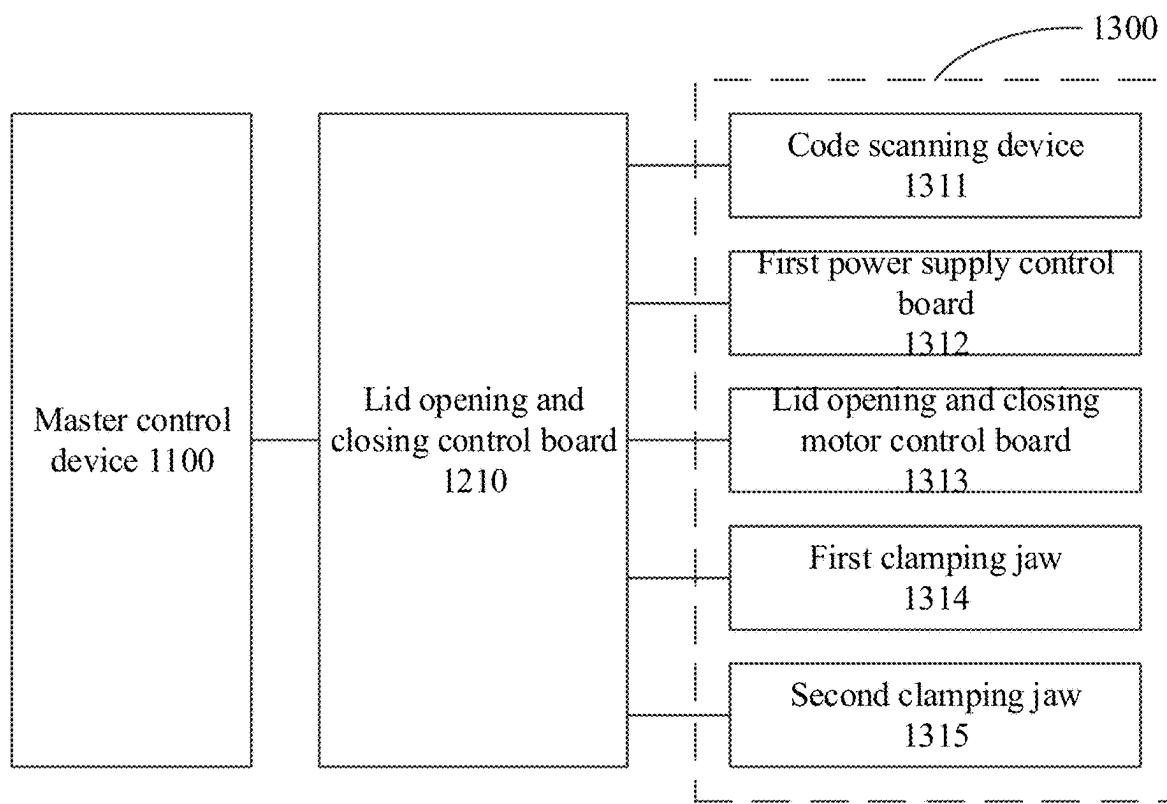 1300
Code scanning device
1311
First power supply control
board
1312
Master control
device 1100
Lid opening and
closing control board
1210
Lid opening and closing
motor control board
1313
First clamping jaw
1314
Second clamping jaw
1315